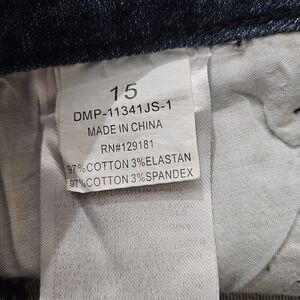 15
DMP-11341JS-1
MADE IN CHINA
RN#129181
97%COTTON 3%ELASTAN
97%COTTON 3%SPANDEX